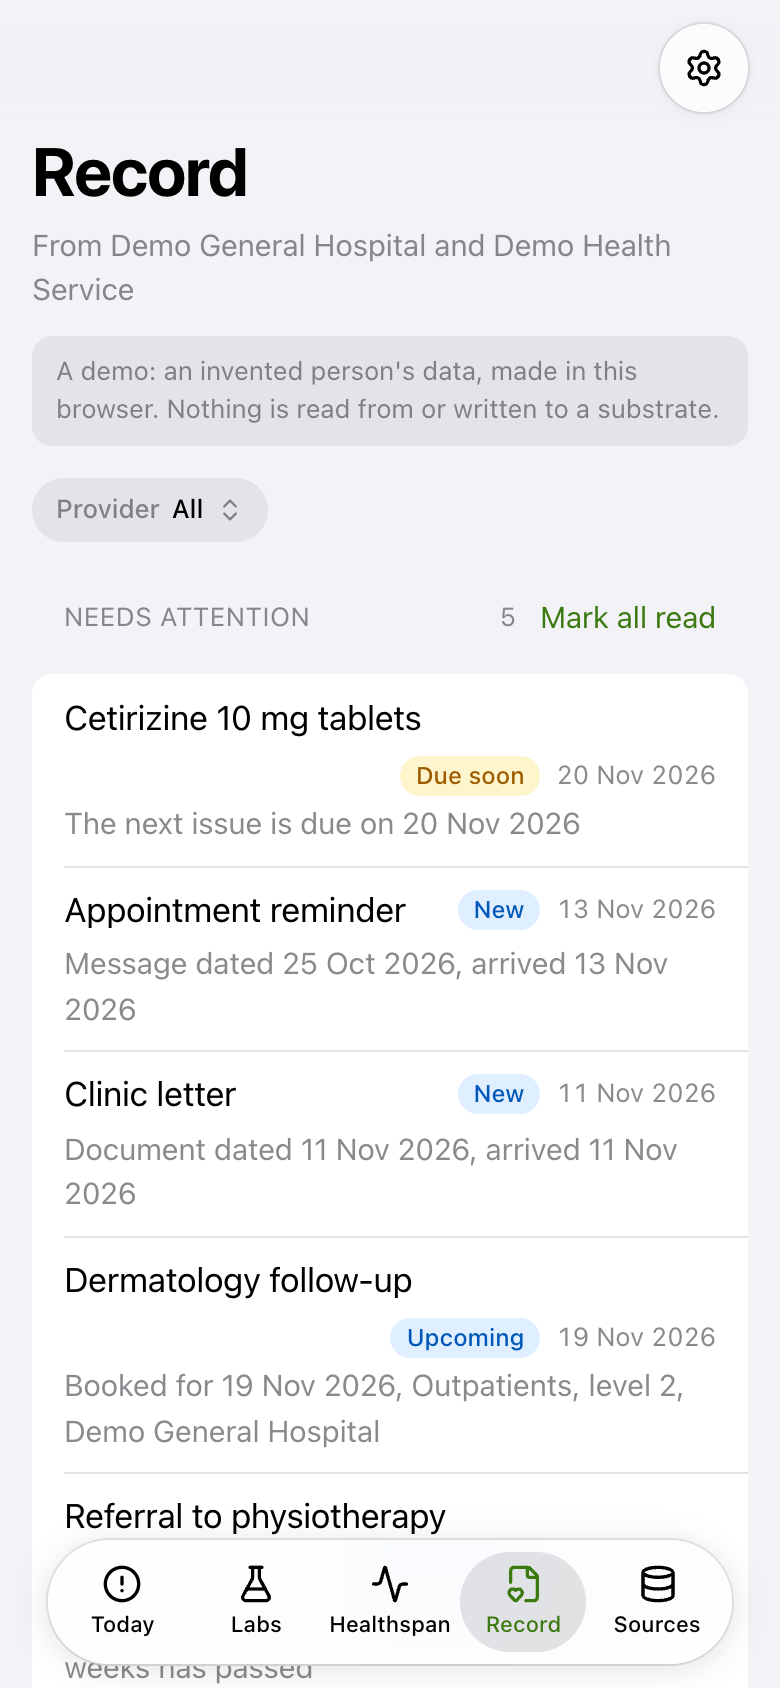 Record
From Demo General Hospital and Demo Health
Service
A demo: an invented person's data, made in this
browser. Nothing is read from or written to a substrate.
Provider All
NEEDS ATTENTION 5 Mark all read
Cetirizine 10 mg tablets
Due soon 20 Nov 2026
The next issue is due on 20 Nov 2026
Appointment reminder New 13 Nov 2026
Message dated 25 Oct 2026, arrived 13 Nov
2026
Clinic letter New 11 Nov 2026
Document dated 11 Nov 2026, arrived 11 Nov
2026
Dermatology follow-up
Upcoming 19 Nov 2026
Booked for 19 Nov 2026, Outpatients, level 2,
Demo General Hospital
Referral to physiotherapy
Today Labs Healthspan Record Sources
weeks has passed